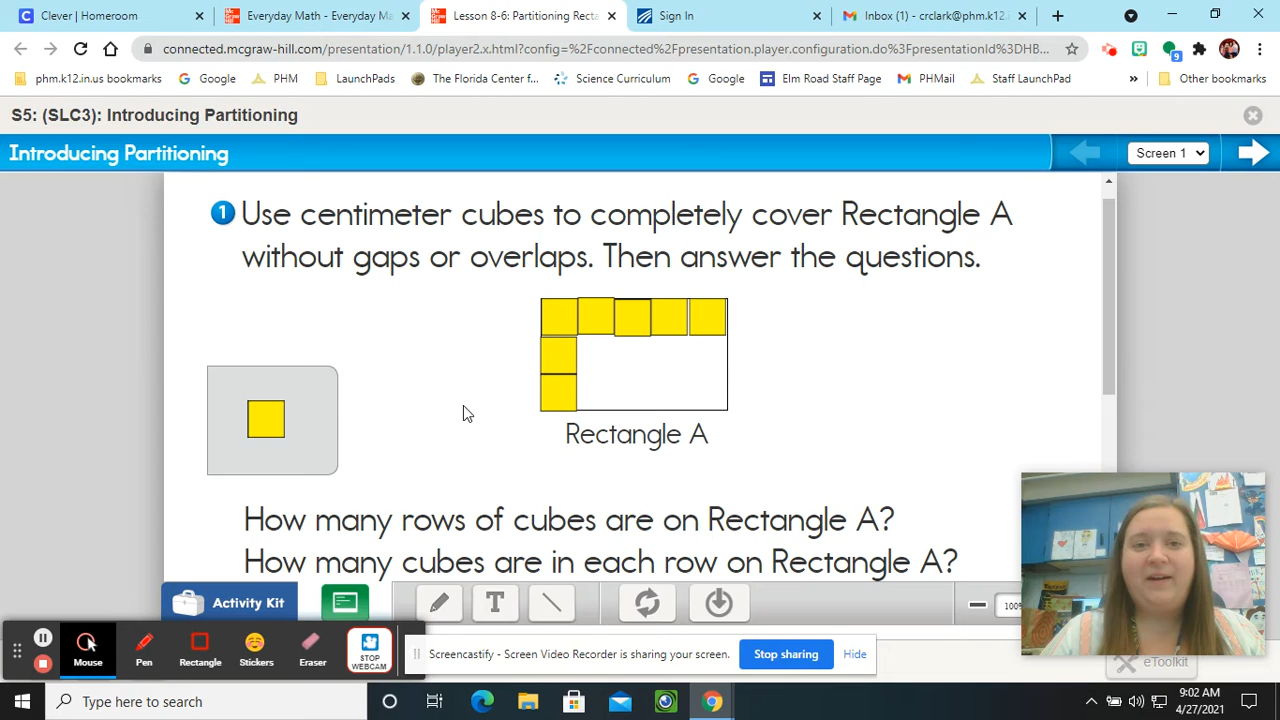 Clever | Homeroom
Everyday Math - Everyday M
Lesson 8-6: Partitioning Recta
Sign In
Inbox (1) - crclark@phm.k12.i
connected.mcgraw-hill.com/presentation/1.1.0/player2.x.html?config=%2Fconnected%2Fpresentation.player.configuration.do%3FpresentationId%3DHB...
9
phm.k12.in.us bookmarks
Google
PHM
LaunchPads
The Florida Center f...
Science Curriculum
Google
Elm Road Staff Page
PHMail
Staff LaunchPad
»
Other bookmarks
S5: (SLC3): Introducing Partitioning
Introducing Partitioning
Screen 1
1 Use centimeter cubes to completely cover Rectangle A
without gaps or overlaps. Then answer the questions.
Rectangle A
How many rows of cubes are on Rectangle A?
How many cubes are in each row on Rectangle A?
Activity Kit
T
100%
Mouse
Pen
Rectangle
Stickers
Eraser
STOP
WEBCAM
Screencastify - Screen Video Recorder is sharing your screen.
Stop sharing
Hide
eToolkit
Type here to search
9:02 AM
4/27/2021